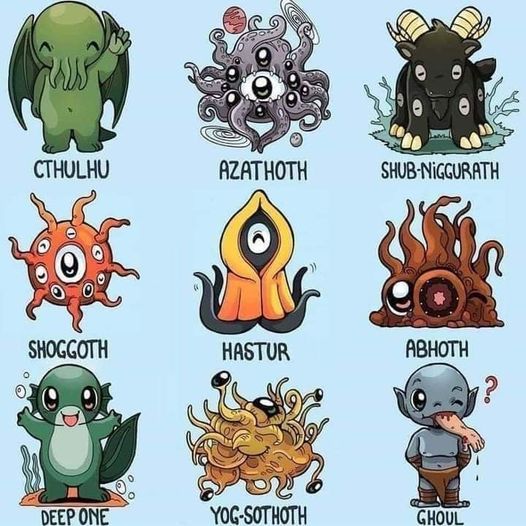 CTHULHU
AZATHOTH
SHUB-NiGGURATH
SHOGGOTH
HASTUR
ABHOTH
?
DEEP ONE
YOG-SOTHOTH
GHOUL